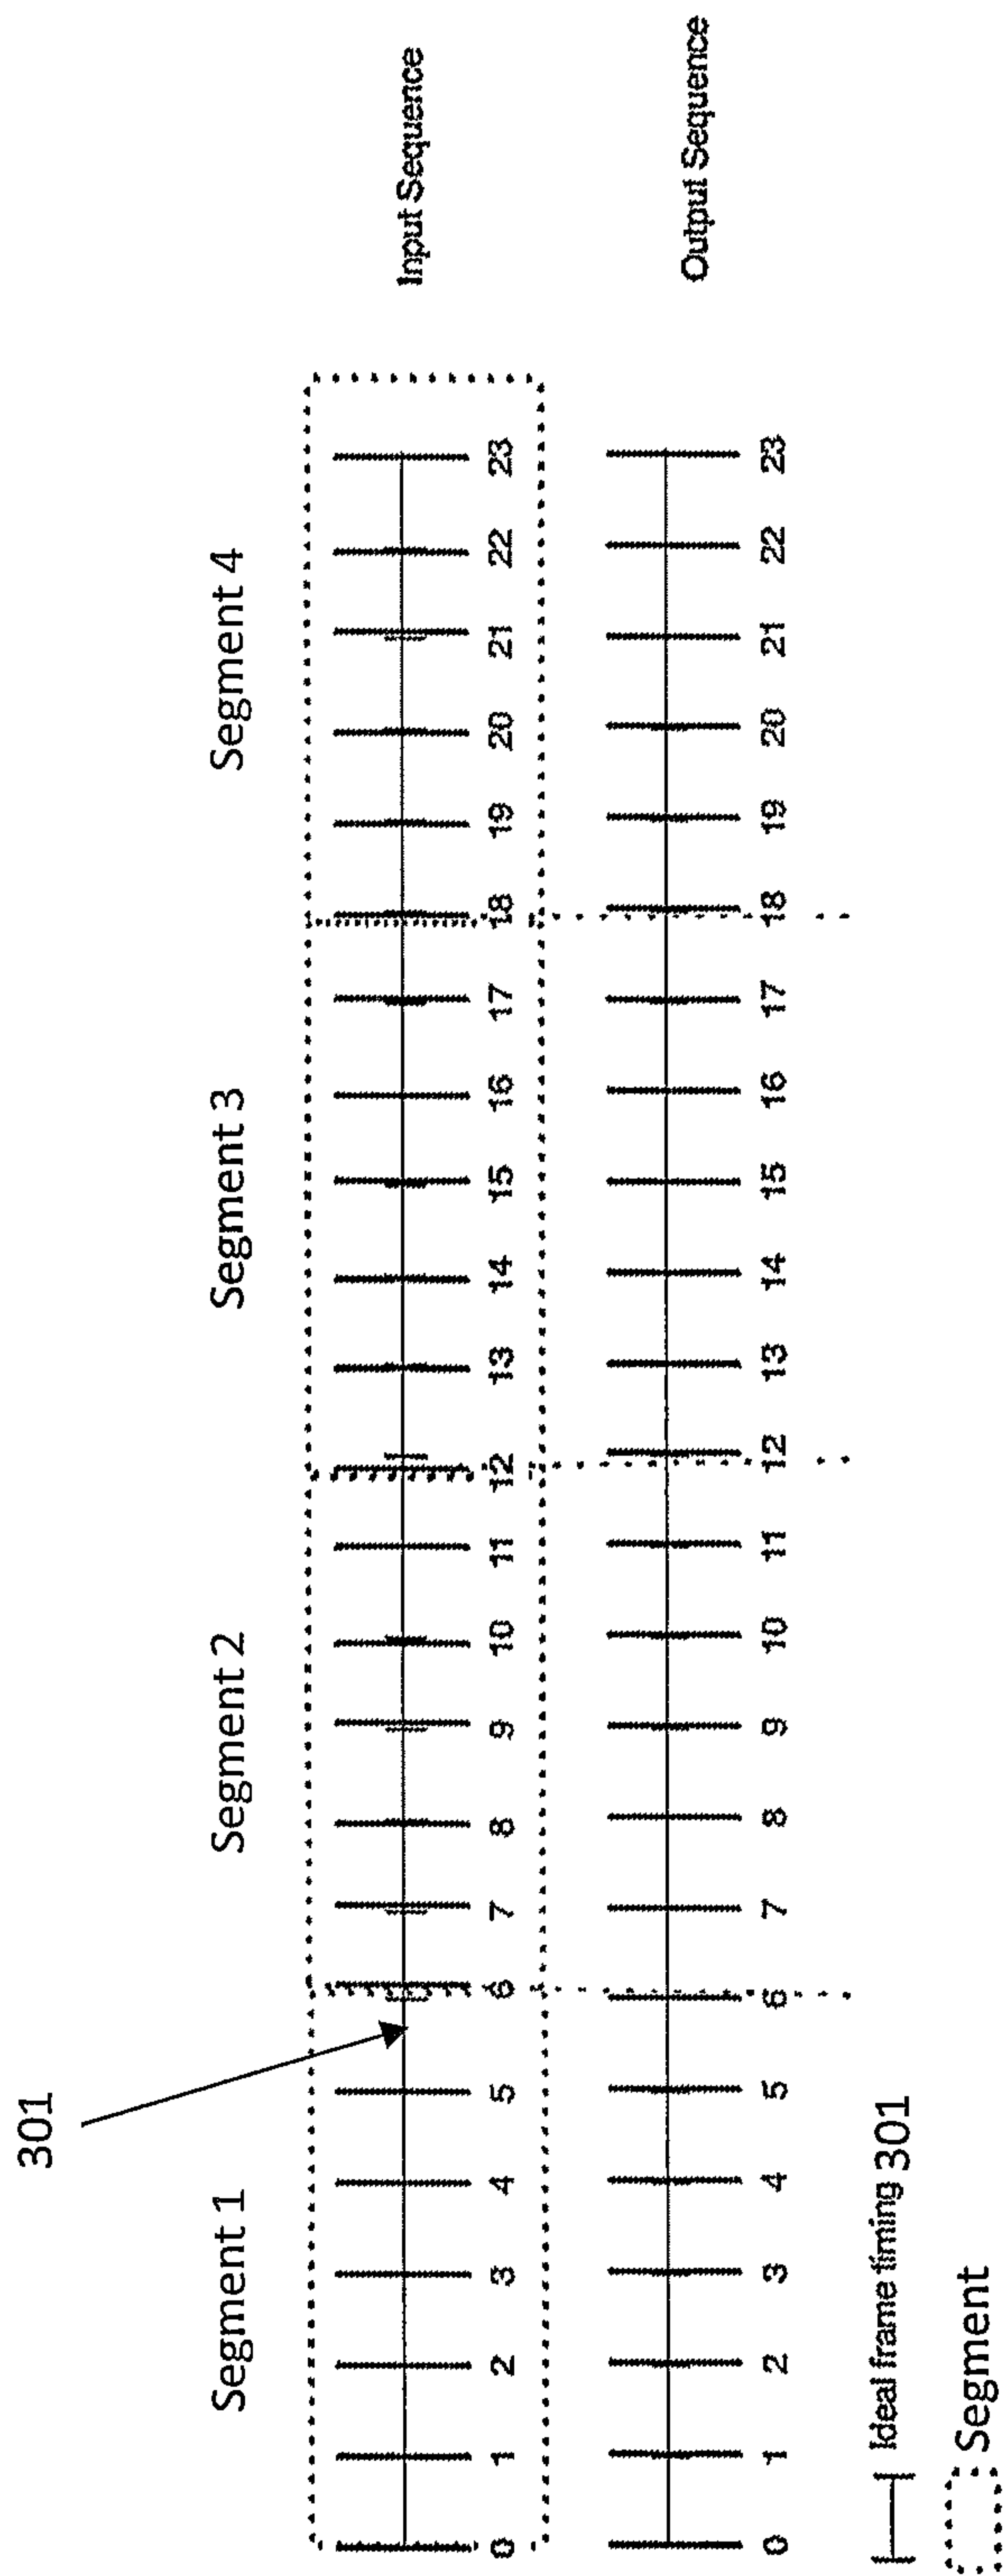 301
Segment 1 Segment 2 Segment 3 Segment 4
Input Sequence
0 1 2 3 4 5 6 7 8 9 10 11 12 13 14 15 16 17 18 19 20 21 22 23
Output Sequence
0 1 2 3 4 5 6 7 8 9 10 11 12 13 14 15 16 17 18 19 20 21 22 23
Ideal frame timing 301
Segment